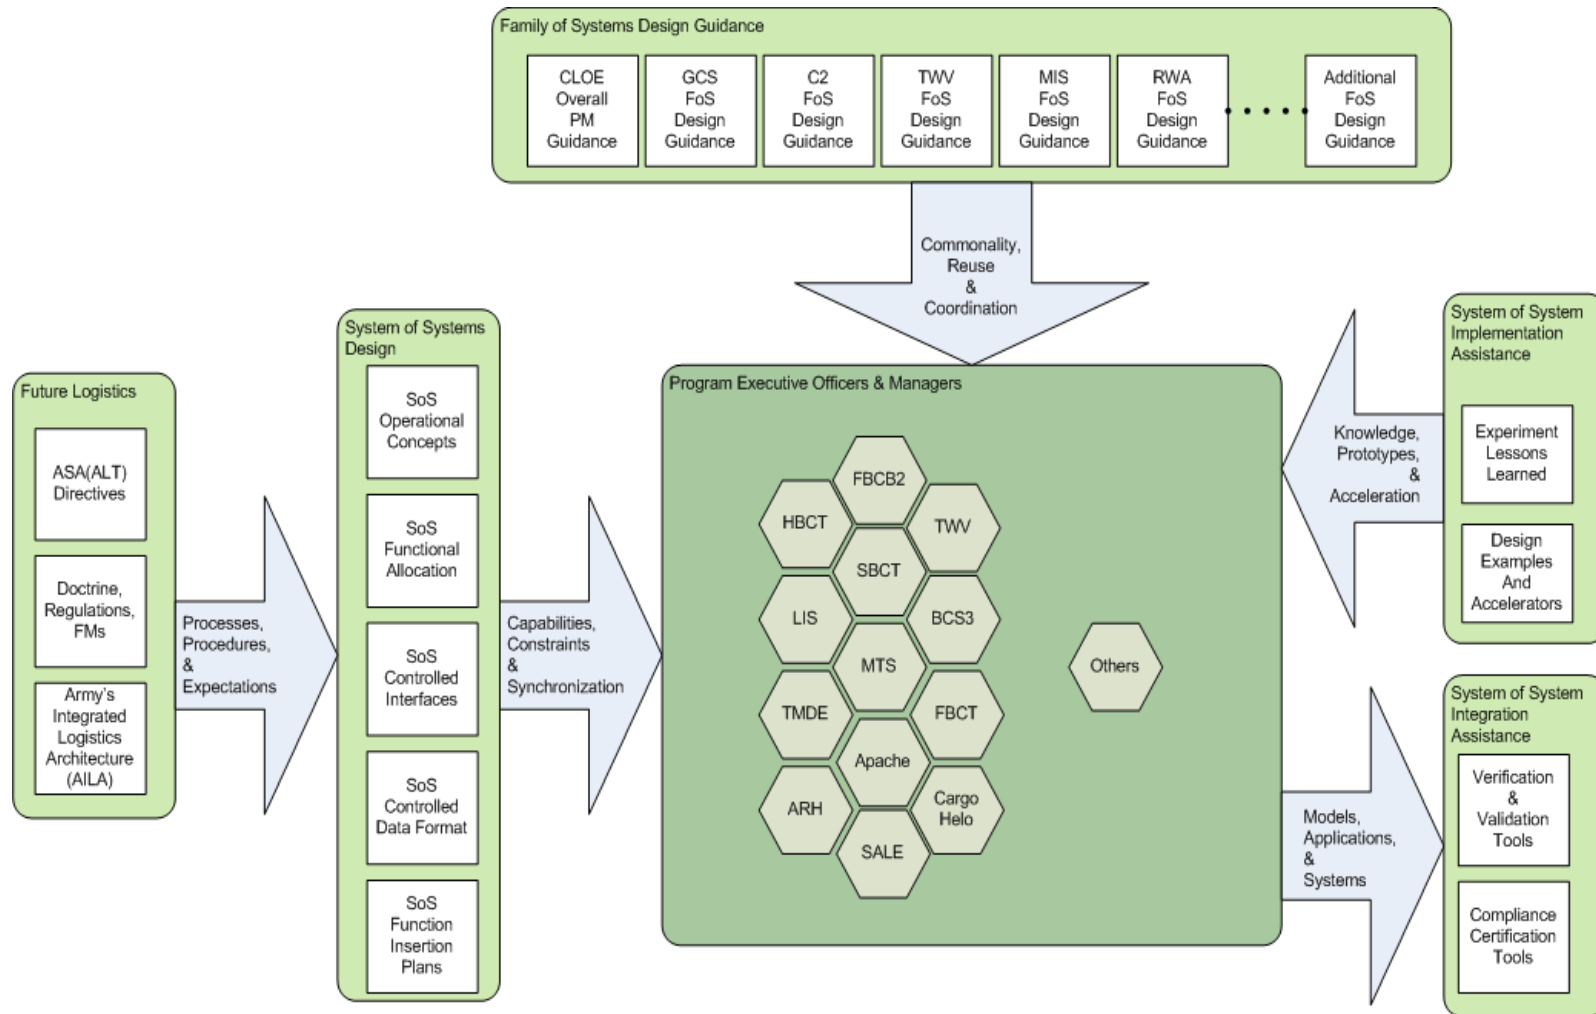 Family of Systems Design Guidance
CLOE
Overall
PM
Guidance
GCS
FoS
Design
Guidance
C2
FoS
Design
Guidance
TWV
FoS
Design
Guidance
MIS
FoS
Design
Guidance
RWA
FoS
Design
Guidance
Additional
FoS
Design
Guidance
Commonality,
Reuse
&
Coordination
Future Logistics
ASA(ALT)
Directives
Doctrine,
Regulations,
FMs
Army's
Integrated
Logistics
Architecture
(AILA)
Processes,
Procedures,
&
Expectations
System of Systems
Design
SoS
Operational
Concepts
SoS
Functional
Allocation
SoS
Controlled
Interfaces
SoS
Controlled
Data Format
SoS
Function
Insertion
Plans
Capabilities,
Constraints
&
Synchronization
Program Executive Officers & Managers
FBCB2
HBCT
TWV
SBCT
LIS
BCS3
MTS
TMDE
FBCT
Apache
ARH
Cargo
Helo
SALE
Others
Knowledge,
Prototypes,
&
Acceleration
System of System
Implementation
Assistance
Experiment
Lessons
Learned
Design
Examples
And
Accelerators
Models,
Applications,
&
Systems
System of System
Integration
Assistance
Verification
&
Validation
Tools
Compliance
Certification
Tools